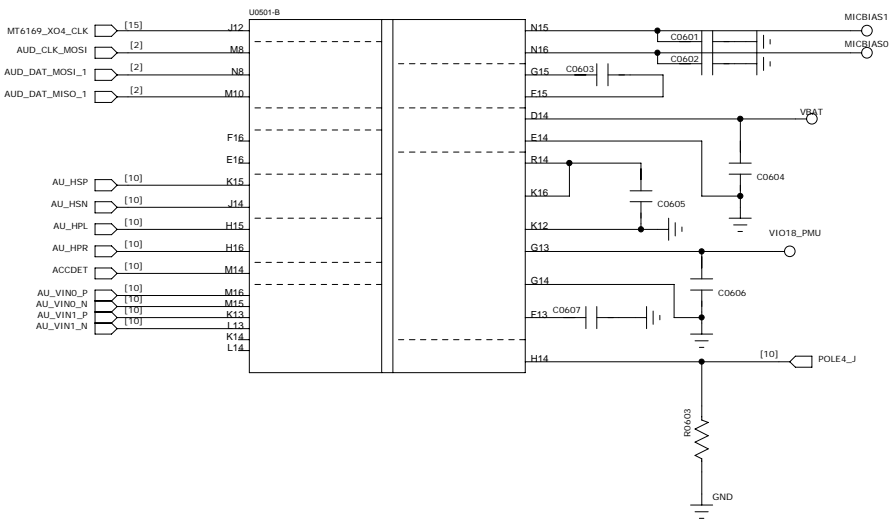 U0501-B
MT6169_XO4_CLK [15] J12
AUD_CLK_MOSI [2] M8
AUD_DAT_MOSI_1 [2] N8
AUD_DAT_MISO_1 [2] M10
F16
E16
AU_HSP [10] K15
AU_HSN [10] J14
AU_HPL [10] H15
AU_HPR [10] H16
ACCDET [10] M14
AU_VIN0_P [10] M16
AU_VIN0_N [10] M15
AU_VIN1_P [10] K13
AU_VIN1_N [10] L13
K14
L14
N15 MICBIAS1
C0601
N16 MICBIAS0
C0602
G15 C0603
F15
D14 VBAT
E14
C0604
R14
K16
C0605
K12
G13 VIO18_PMU
G14
C0606
F13 C0607
H14 [10] POLE4_J
R0603
GND